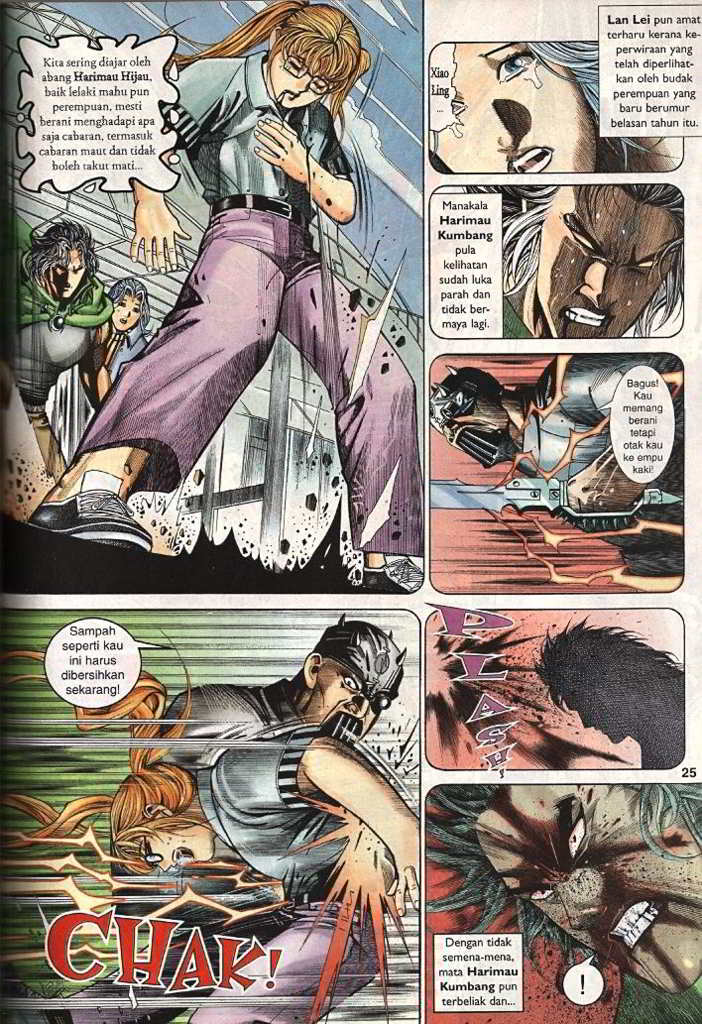 Kita sering diajar oleh
abang Harimau Hijau,
baik lelaki mahu pun
perempuan, mesti
berani menghadapi apa
saja cabaran, termasuk
cabaran maut dan tidak
boleh takut mati...
Xiao
Ling
...
Lan Lei pun amat
terharu kerana ke-
perwiraan yang
telah diperlihat-
kan oleh budak
perempuan yang
baru berumur
belasan tahun itu.
Manakala
Harimau
Kumbang
pula
kelihatan
sudah luka
parah dan
tidak ber-
maya lagi.
Bagus!
Kau
memang
berani
tetapi
otak kau
ke empu
kaki!
Sampah
seperti kau
ini harus
dibersihkan
sekarang!
CHAK!
PLASH
25
Dengan tidak
semena-mena,
mata Harimau
Kumbang pun
terbeliak dan...
!